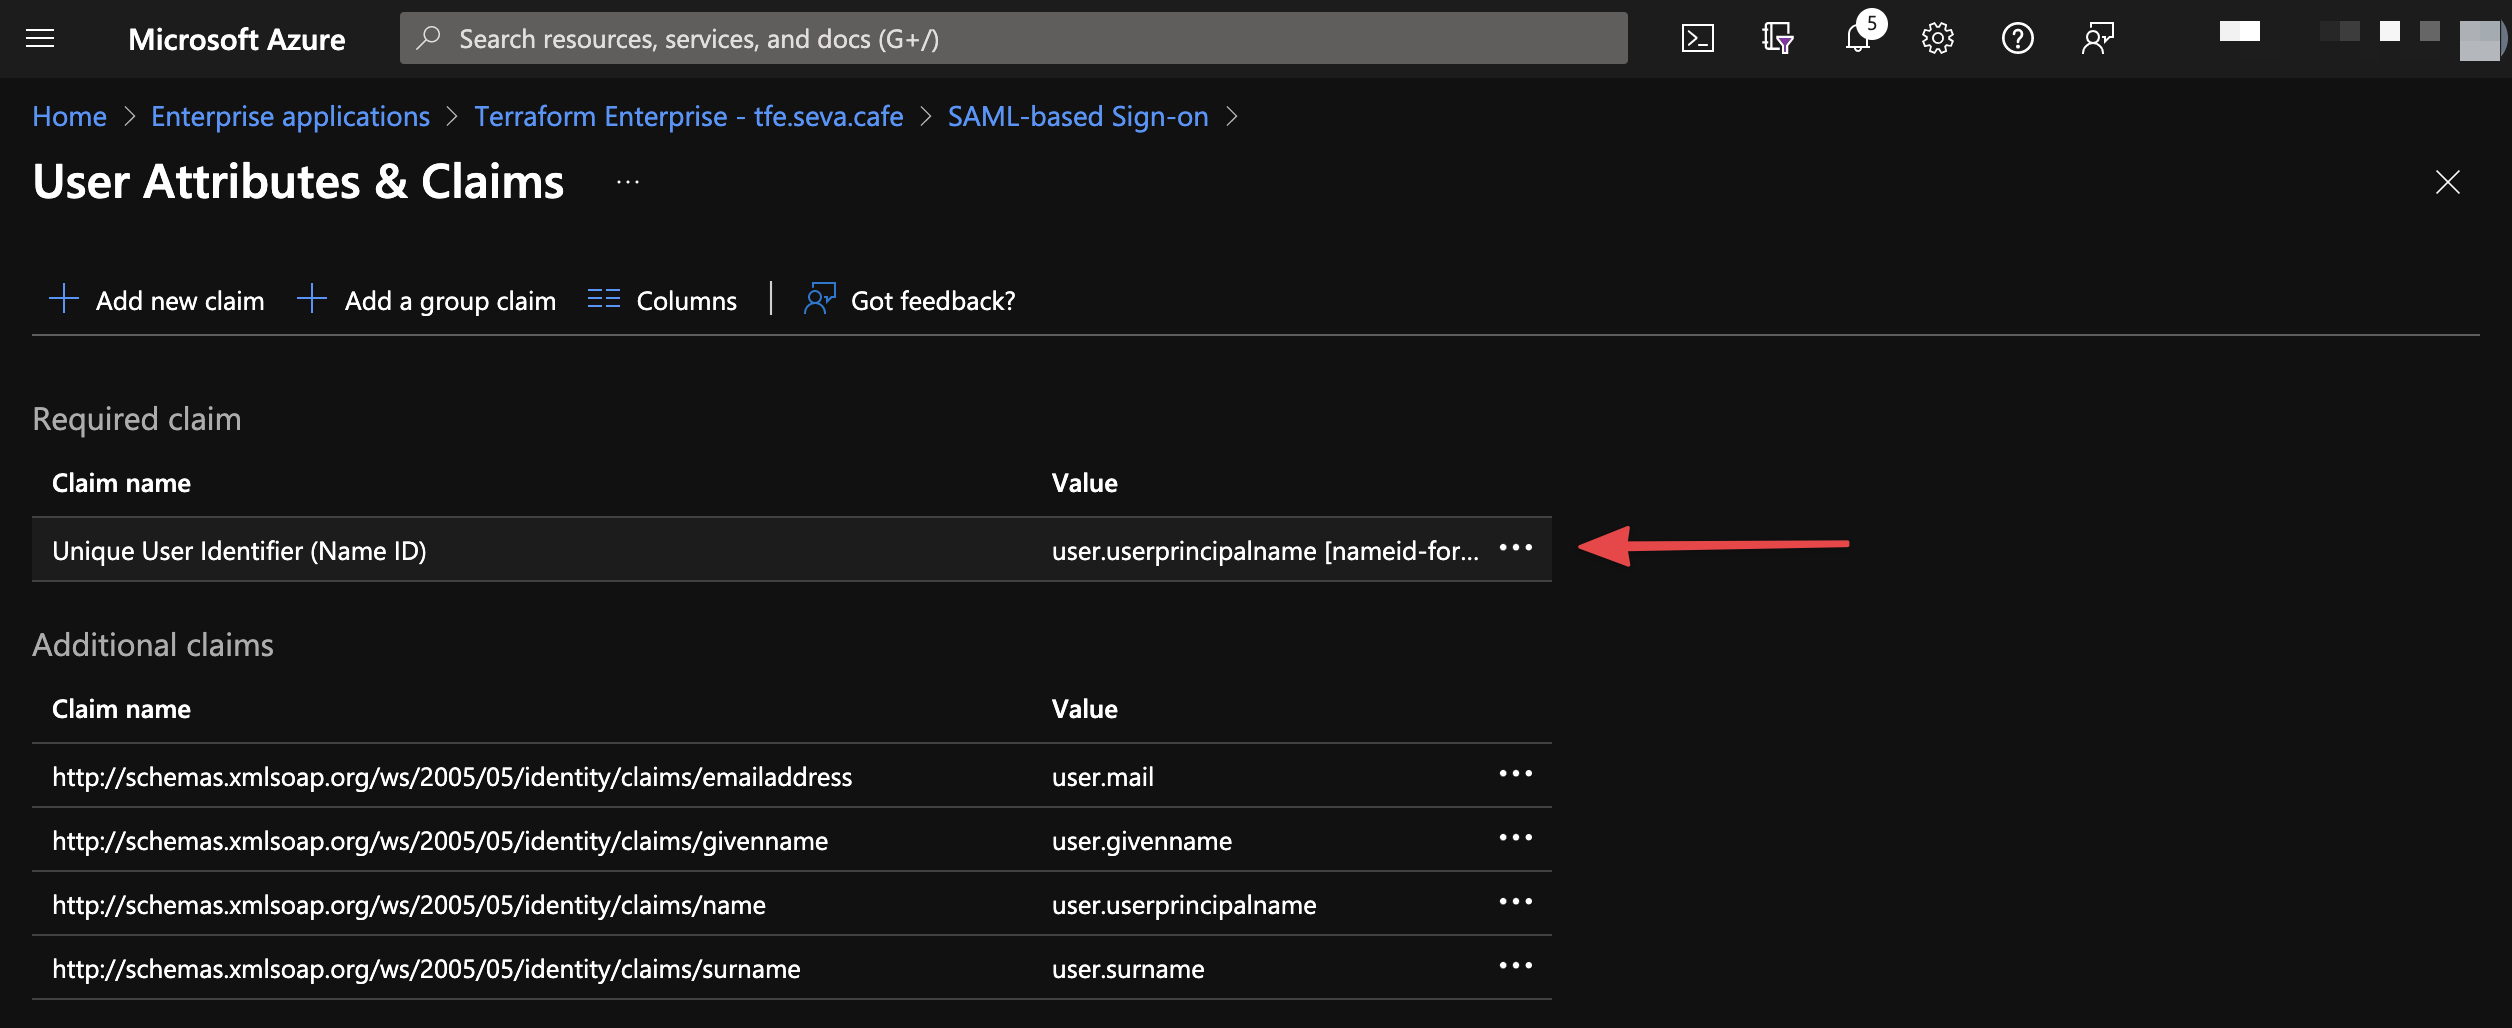 Microsoft Azure
Search resources, services, and docs (G+/)
5
Home > Enterprise applications > Terraform Enterprise - tfe.seva.cafe > SAML-based Sign-on >
User Attributes & Claims ...
Add new claim
Add a group claim
Columns
Got feedback?
Required claim
Claim name Value
Unique User Identifier (Name ID) user.userprincipalname [nameid-for... •••
Additional claims
Claim name Value
http://schemas.xmlsoap.org/ws/2005/05/identity/claims/emailaddress user.mail •••
http://schemas.xmlsoap.org/ws/2005/05/identity/claims/givenname user.givenname •••
http://schemas.xmlsoap.org/ws/2005/05/identity/claims/name user.userprincipalname •••
http://schemas.xmlsoap.org/ws/2005/05/identity/claims/surname user.surname •••